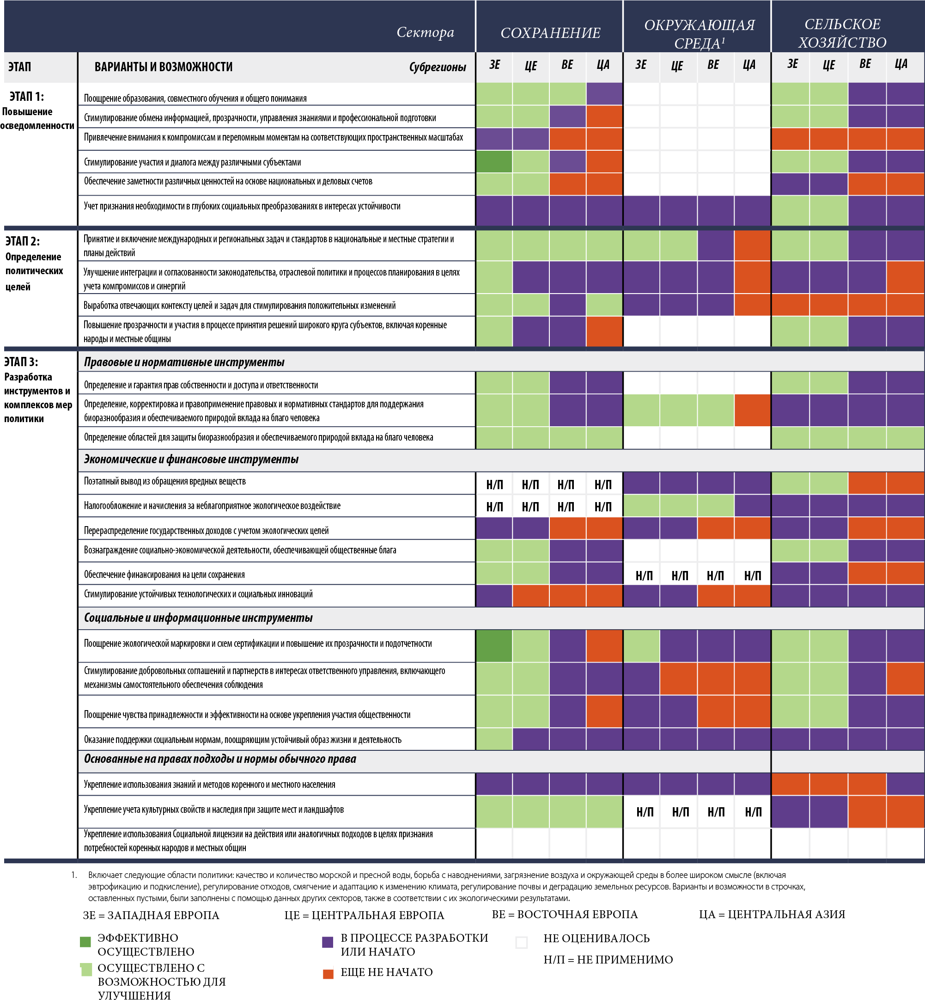 Сектора
СОХРАНЕНИЕ
ОКРУЖАЮЩАЯ
СРЕДА¹
СЕЛЬСКОЕ
ХОЗЯЙСТВО
ЭТАП
ВАРИАНТЫ И ВОЗМОЖНОСТИ
Субрегионы
ЗЕ ЦЕ ВЕ ЦА ЗЕ ЦЕ ВЕ ЦА ЗЕ ЦЕ ВЕ ЦА
ЭТАП 1:
Повышение
осведомленности
Поощрение образования, совместного обучения и общего понимания
Стимулирование обмена информацией, прозрачности, управления знаниями и профессиональной подготовки
Привлечение внимания к компромиссам и переломным моментам на соответствующих пространственных масштабах
Стимулирование участия и диалога между различными субъектами
Обеспечение заметности различных ценностей на основе национальных и деловых счетов
Учет признания необходимости в глубоких социальных преобразованиях в интересах устойчивости
ЭТАП 2:
Определение
политических
целей
Принятие и включение международных и региональных задач и стандартов в национальные и местные стратегии и
планы действий
Улучшение интеграции и согласованности законодательства, отраслевой политики и процессов планирования в целях
учета компромиссов и синергий
Выработка отвечающих контексту целей и задач для стимулирования положительных изменений
Повышение прозрачности и участия в процессе принятия решений широкого круга субъектов, включая коренные
народы и местные общины
ЭТАП 3:
Разработка
инструментов и
комплексов мер
политики
Правовые и нормативные инструменты
Определение и гарантия прав собственности и доступа и ответственности
Определение, корректировка и правоприменение правовых и нормативных стандартов для поддержания
биоразнообразия и обеспечиваемого природой вклада на благо человека
Определение областей для защиты биоразнообразия и обеспечиваемого природой вклада на благо человека
Экономические и финансовые инструменты
Поэтапный вывод из обращения вредных веществ
Н/П Н/П Н/П Н/П
Налогообложение и начисления за неблагоприятное экологическое воздействие
Н/П Н/П Н/П Н/П
Перераспределение государственных доходов с учетом экологических целей
Вознаграждение социально-экономической деятельности, обеспечивающей общественные блага
Обеспечение финансирования на цели сохранения
Н/П Н/П Н/П Н/П
Стимулирование устойчивых технологических и социальных инноваций
Социальные и информационные инструменты
Поощрение экологической маркировки и схем сертификации и повышение их прозрачности и подотчетности
Стимулирование добровольных соглашений и партнерств в интересах ответственного управления, включающего
механизмы самостоятельного обеспечения соблюдения
Поощрение чувства принадлежности и эффективности на основе укрепления участия общественности
Оказание поддержки социальным нормам, поощряющим устойчивый образ жизни и деятельность
Основанные на правах подходы и нормы обычного права
Укрепление использования знаний и методов коренного и местного населения
Укрепление учета культурных свойств и наследия при защите мест и ландшафтов
Н/П Н/П Н/П Н/П
Укрепление использования Социальной лицензии на действия или аналогичных подходов в целях признания
потребностей коренных народов и местных общин
1. Включает следующие области политики: качество и количество морской и пресной воды, борьба с наводнениями, загрязнение воздуха и окружающей среды в более широком смысле (включая
эвтрофикацию и подкисление), регулирование отходов, смягчение и адаптацию к изменению климата, регулирование почвы и деградацию земельных ресурсов. Варианты и возможности в строчках,
оставленных пустыми, были заполнены с помощью данных других секторов, также в соответствии с их экологическими результатами.
ЗЕ = ЗАПАДНАЯ ЕВРОПА
ЦЕ = ЦЕНТРАЛЬНАЯ ЕВРОПА
ВЕ = ВОСТОЧНАЯ ЕВРОПА
ЦА = ЦЕНТРАЛЬНАЯ АЗИЯ
ЭФФЕКТИВНО
ОСУЩЕСТВЛЕНО
ОСУЩЕСТВЛЕНО С
ВОЗМОЖНОСТЬЮ ДЛЯ
УЛУЧШЕНИЯ
В ПРОЦЕССЕ РАЗРАБОТКИ
ИЛИ НАЧАТО
ЕЩЕ НЕ НАЧАТО
НЕ ОЦЕНИВАЛОСЬ
Н/П = НЕ ПРИМЕНИМО